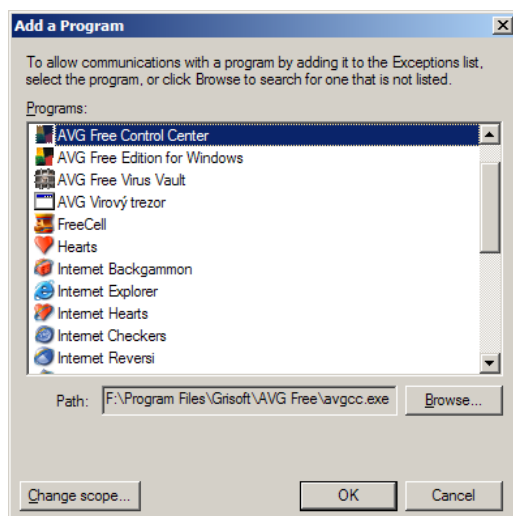 Add a Program
To allow communications with a program by adding it to the Exceptions list,
select the program, or click Browse to search for one that is not listed.
Programs:
AVG Free Control Center
AVG Free Edition for Windows
AVG Free Virus Vault
AVG Virový trezor
FreeCell
Hearts
Internet Backgammon
Internet Explorer
Internet Hearts
Internet Checkers
Internet Reversi
Path: F:\Program Files\Grisoft\AVG Free\avgcc.exe Browse...
Change scope... OK Cancel